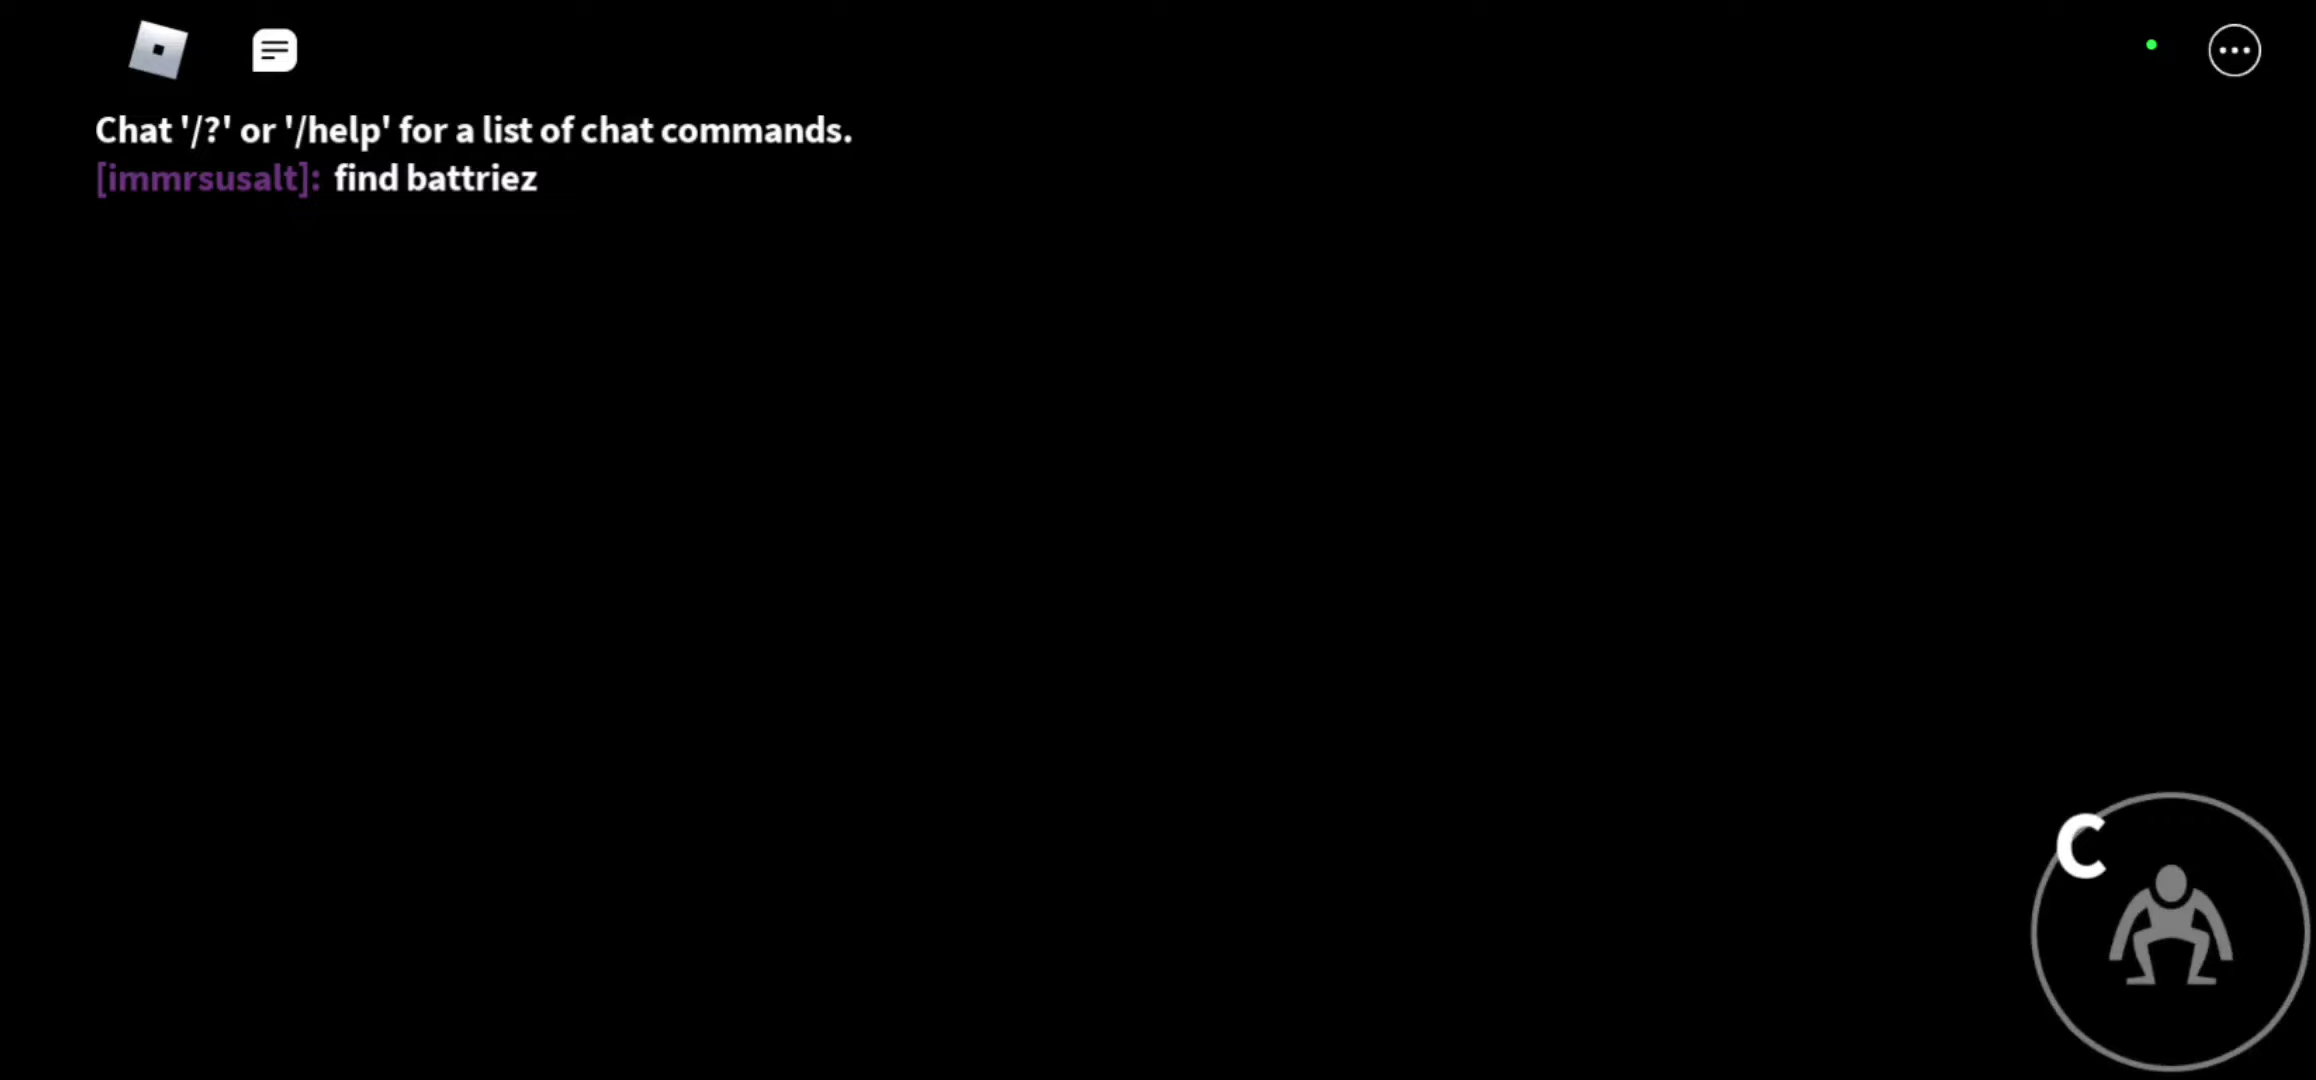 Chat '/?' or '/help' for a list of chat commands.
[immrsusalt]: find battriez
C